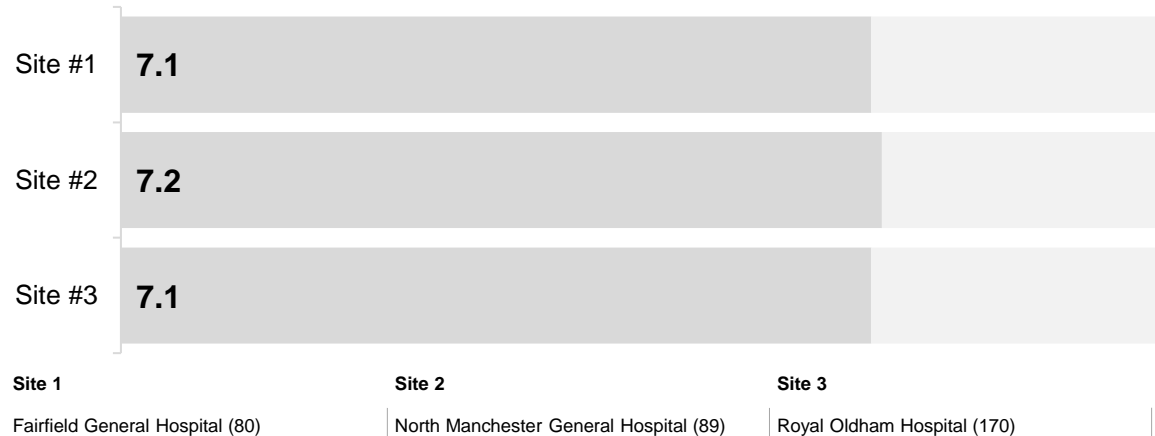 Site #1 7.1
Site #2 7.2
Site #3 7.1
Site 1 Site 2 Site 3
Fairfield General Hospital (80) North Manchester General Hospital (89) Royal Oldham Hospital (170)